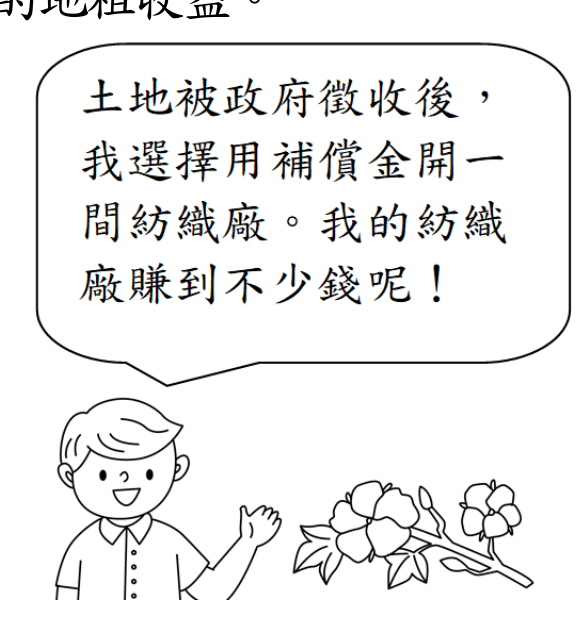 的地租收益。
土地被政府徵收後，
我選擇用補償金開一
間紡織廠。我的紡織
廠賺到不少錢呢！